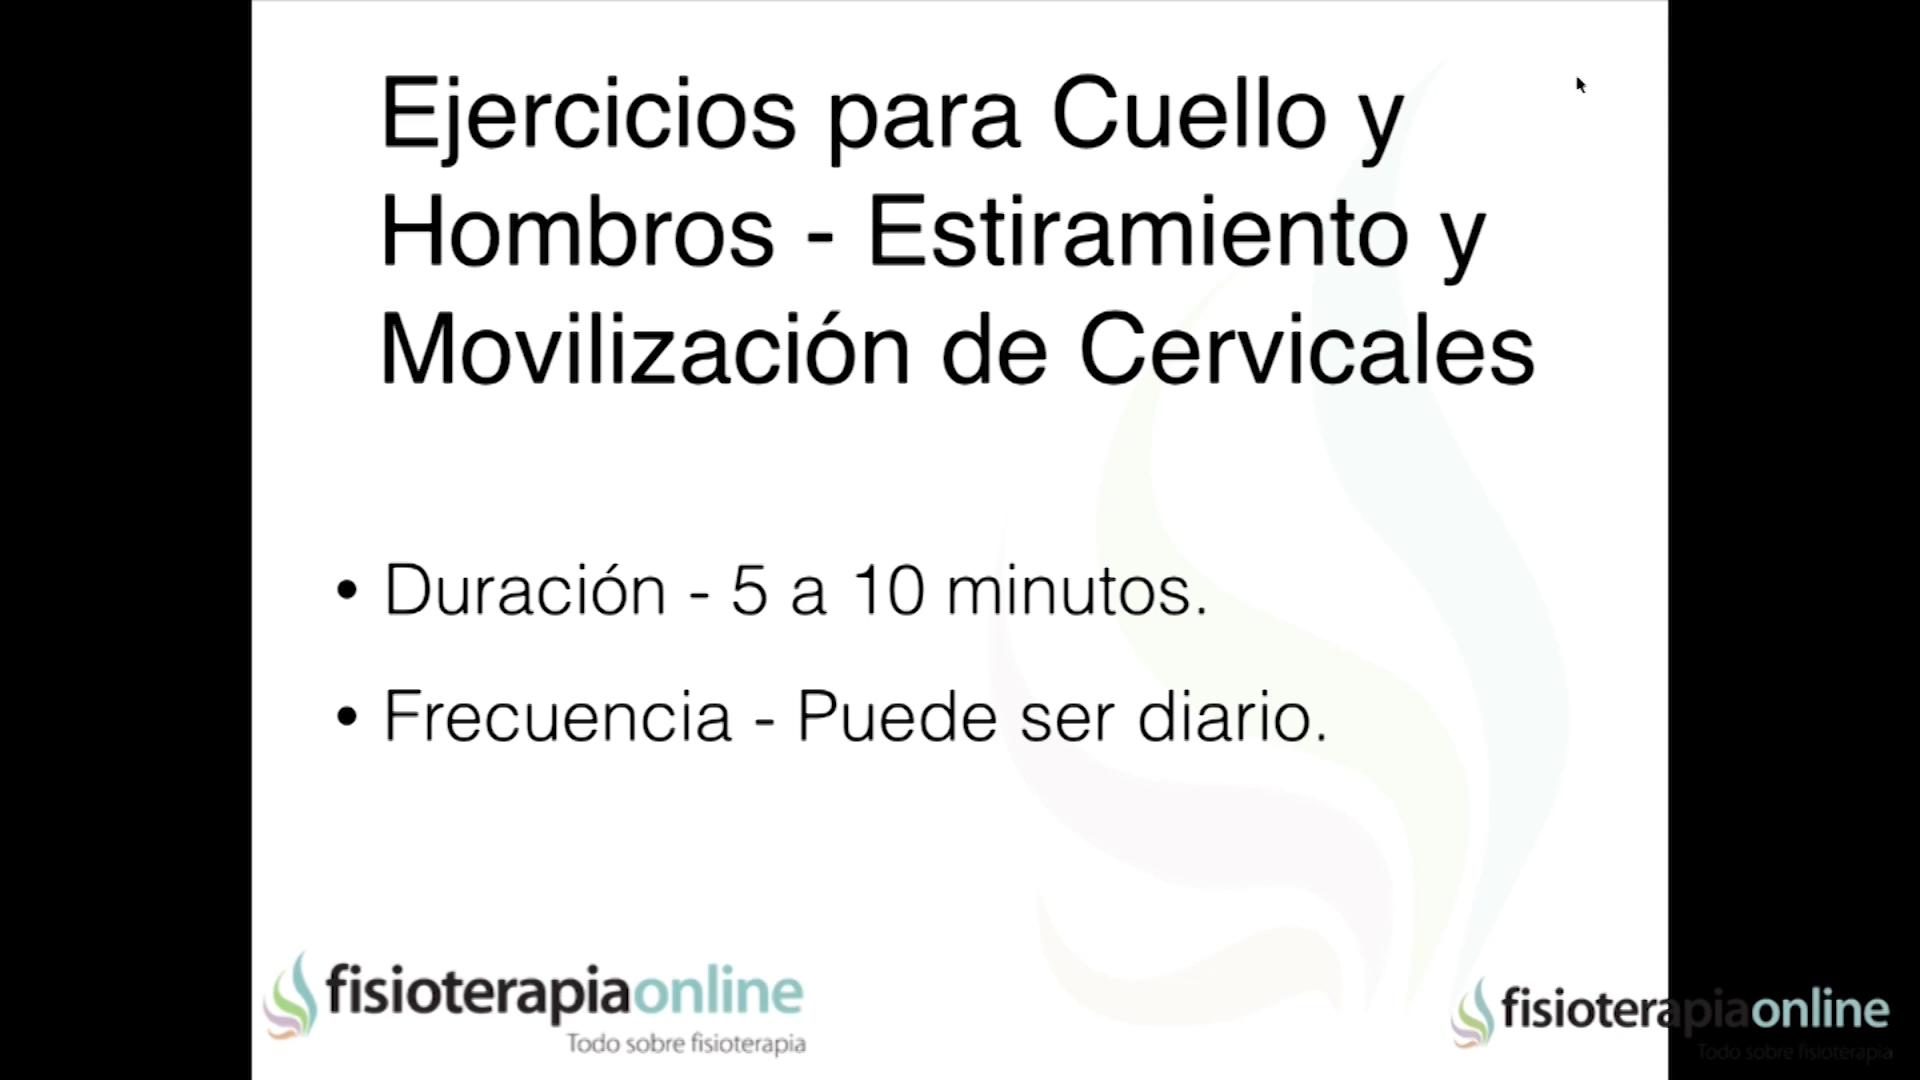 Ejercicios para Cuello y
Hombros - Estiramiento y
Movilización de Cervicales
• Duración - 5 a 10 minutos.
• Frecuencia - Puede ser diario.
fisioterapiaonline
Todo sobre fisioterapia
fisioterapiaonline
Todo sobre fisioterapia